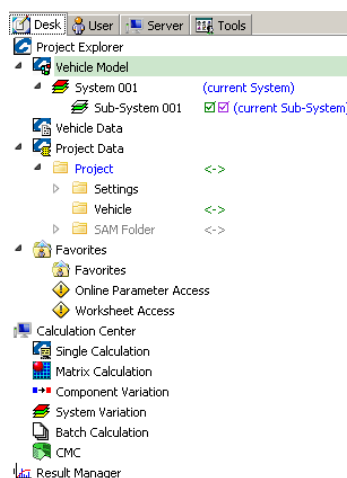 Desk User Server Tools
Project Explorer
Vehicle Model
System 001 (current System)
Sub-System 001 (current Sub-System)
Vehicle Data
Project Data
Project <->
Settings
Vehicle <->
SAM Folder <->
Favorites
Favorites
Online Parameter Access
Worksheet Access
Calculation Center
Single Calculation
Matrix Calculation
Component Variation
System Variation
Batch Calculation
CMC
Result Manager